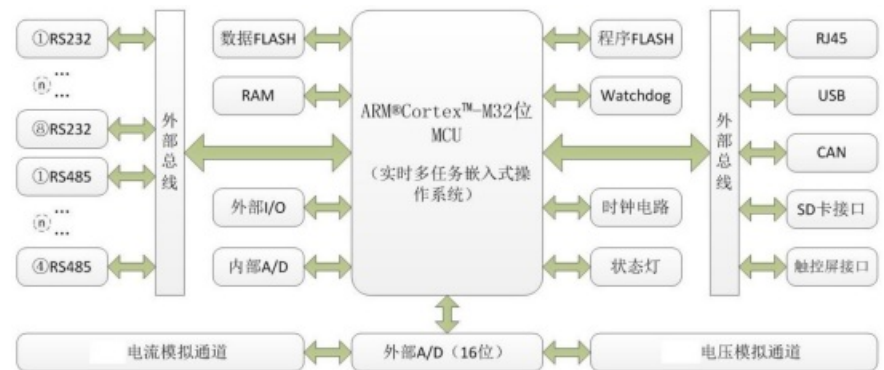 ①RS232
ⓝ ...
...
⑧RS232
①RS485
ⓝ ...
...
④RS485
外部总线
数据FLASH
RAM
外部I/O
内部A/D
ARM®Cortex™-M32位
MCU
（实时多任务嵌入式操
作系统）
程序FLASH
Watchdog
时钟电路
状态灯
外部总线
RJ45
USB
CAN
SD卡接口
触控屏接口
电流模拟通道
外部A/D（16位）
电压模拟通道